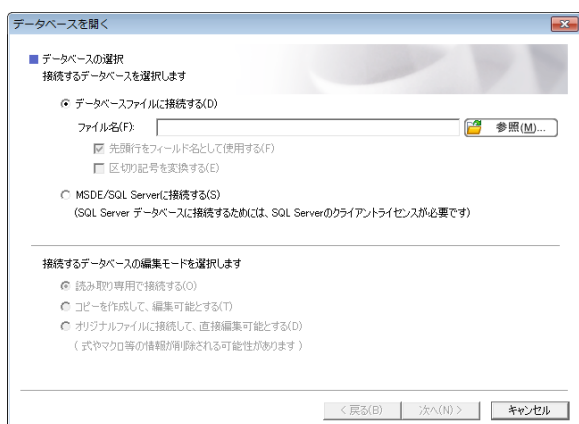 データベースを開く
データベースの選択
接続するデータベースを選択します
データベースファイルに接続する(D)
ファイル名(F):
参照(M)...
先頭行をフィールド名として使用する(F)
区切り記号を変換する(E)
MSDE/SQL Serverに接続する(S)
(SQL Server データベースに接続するためには、SQL Serverのクライアントライセンスが必要です)
接続するデータベースの編集モードを選択します
読み取り専用で接続する(O)
コピーを作成して、編集可能とする(T)
オリジナルファイルに接続して、直接編集可能とする(D)
(式やマクロ等の情報が削除される可能性があります)
< 戻る(B)
次へ(N) >
キャンセル